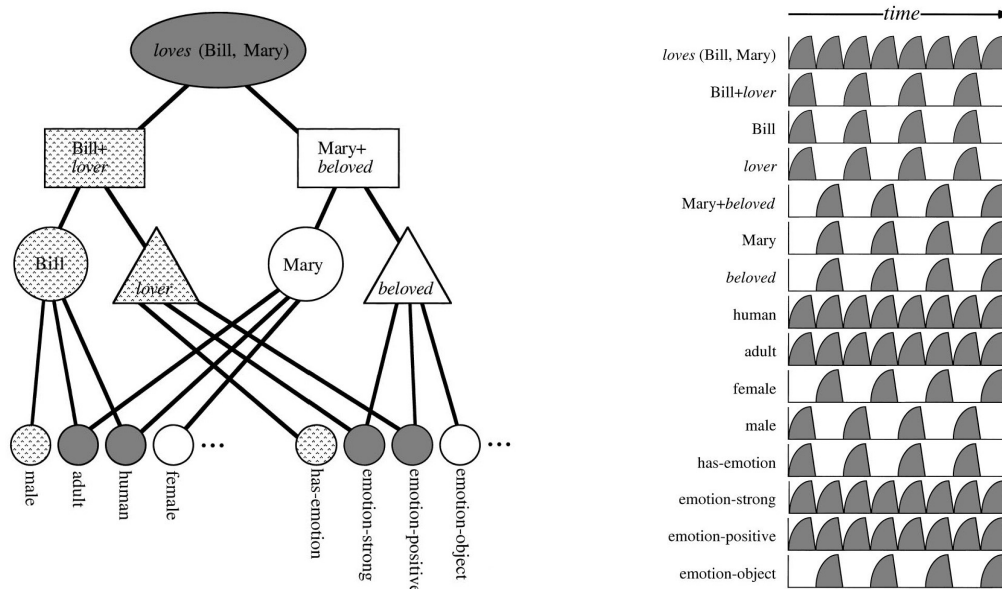 loves (Bill, Mary)
Bill+
lover
Mary+
beloved
Bill
lover
Mary
beloved
male
adult
human
female
...
has-emotion
emotion-strong
emotion-positive
emotion-object
...
time
loves (Bill, Mary)
Bill+lover
Bill
lover
Mary+beloved
Mary
beloved
human
adult
female
male
has-emotion
emotion-strong
emotion-positive
emotion-object